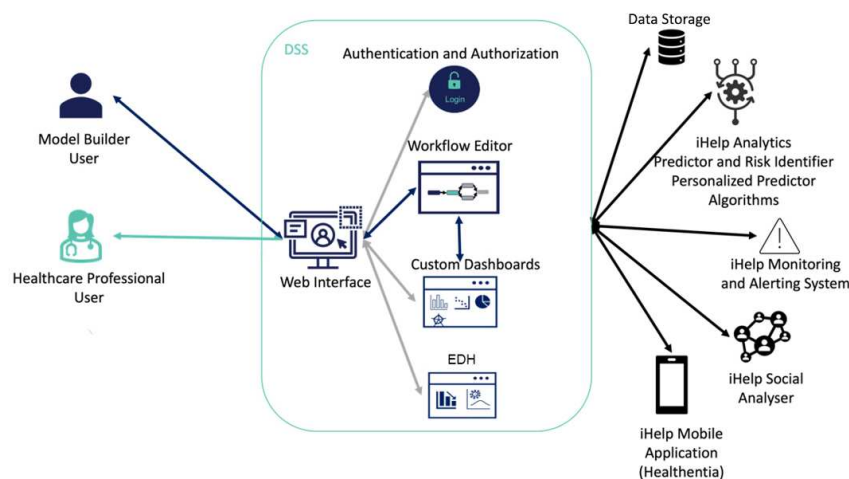 Data Storage
DSS
Authentication and Authorization
Login
Model Builder
User
Workflow Editor
iHelp Analytics
Predictor and Risk Identifier
Personalized Predictor
Algorithms
Healthcare Professional
User
Web Interface
Custom Dashboards
iHelp Monitoring
and Alerting System
EDH
iHelp Social
Analyser
iHelp Mobile
Application
(Healthentia)